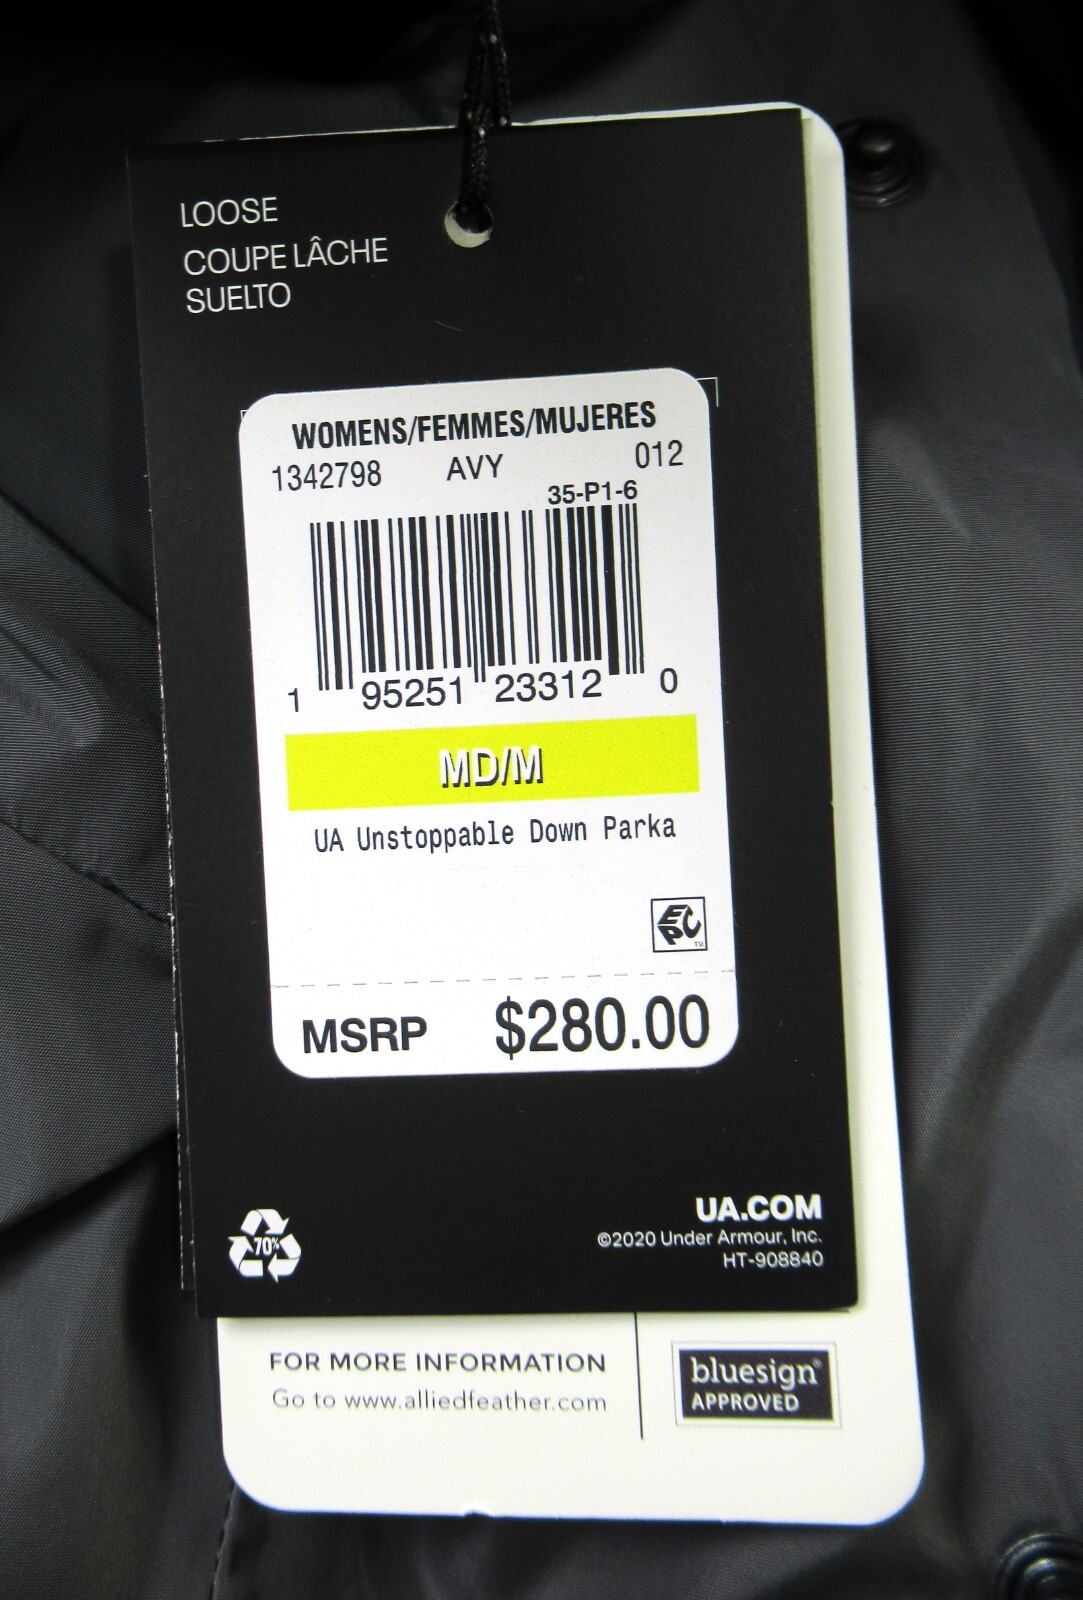 LOOSE
COUPE LÂCHE
SUELTO
WOMENS/FEMMES/MUJERES
1342798 AVY 012
35-P1-6
1 95251 23312 0
MD/M
UA Unstoppable Down Parka
EPC TM
MSRP $280.00
70%
UA.COM
©2020 Under Armour, Inc.
HT-908840
FOR MORE INFORMATION
Go to www.alliedfeather.com
bluesign®
APPROVED